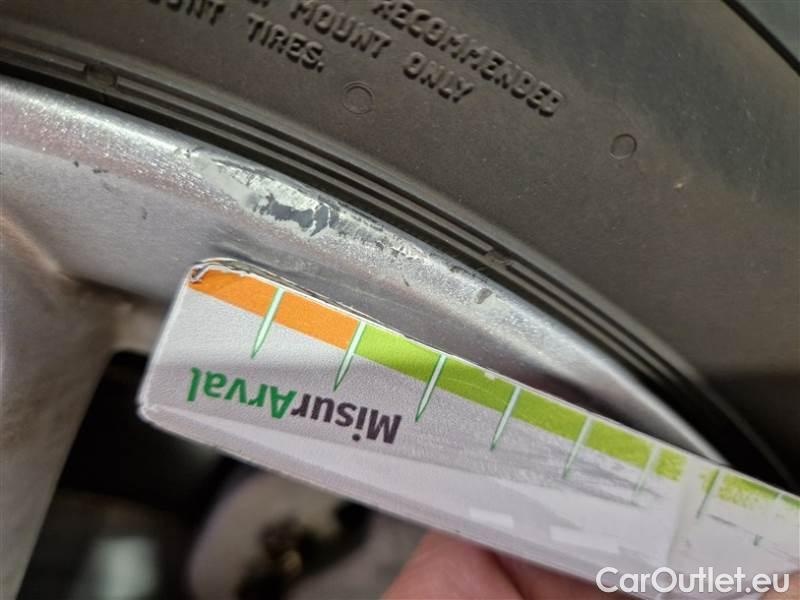 RECOMMENDED
MOUNT ONLY
TIRES.
MisurArval
CarOutlet.eu